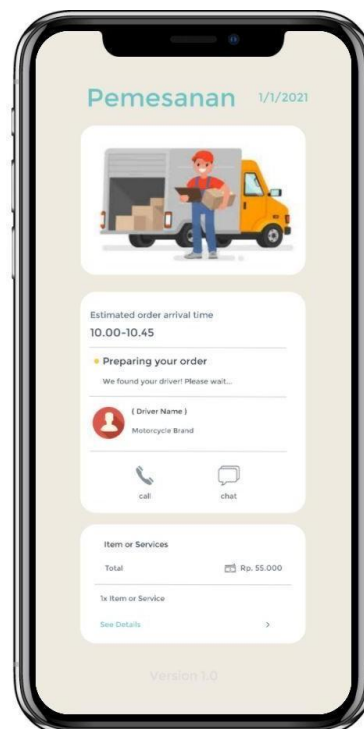 Pemesanan 1/1/2021
Estimated order arrival time
10.00-10.45
Preparing your order
We found your driver! Please wait...
( Driver Name )
Motorcycle Brand
call chat
Item or Services
Total Rp. 55.000
1x Item or Service
See Details >
Version 1.0